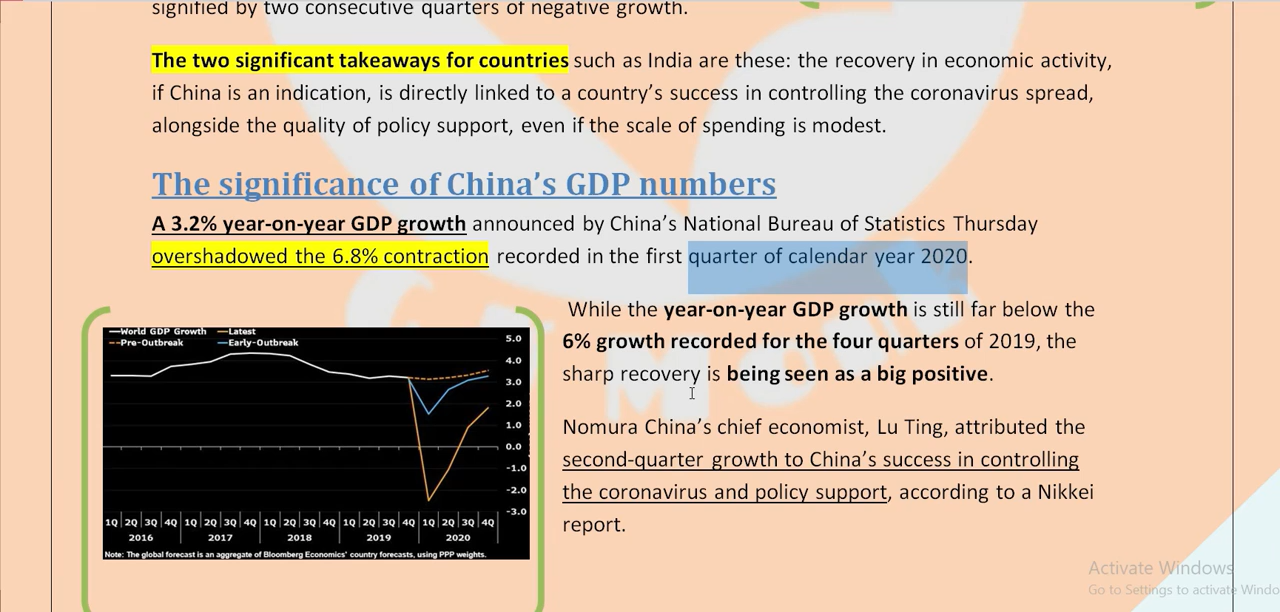 signified by two consecutive quarters of negative growth.
The two significant takeaways for countries such as India are these: the recovery in economic activity,
if China is an indication, is directly linked to a country's success in controlling the coronavirus spread,
alongside the quality of policy support, even if the scale of spending is modest.
The significance of China's GDP numbers
A 3.2% year-on-year GDP growth announced by China's National Bureau of Statistics Thursday
overshadowed the 6.8% contraction recorded in the first quarter of calendar year 2020.
While the year-on-year GDP growth is still far below the
6% growth recorded for the four quarters of 2019, the
sharp recovery is being seen as a big positive.
Nomura China's chief economist, Lu Ting, attributed the
second-quarter growth to China's success in controlling
the coronavirus and policy support, according to a Nikkei
report.
World GDP Growth Latest
Pre-Outbreak Early-Outbreak
5.0
4.0
3.0
2.0
1.0
0.0
-1.0
-2.0
-3.0
1Q 2Q 3Q 4Q 1Q 2Q 3Q 4Q 1Q 2Q 3Q 4Q 1Q 2Q 3Q 4Q 1Q 2Q 3Q 4Q
2016 2017 2018 2019 2020
Note: The global forecast is an aggregate of Bloomberg Economics' country forecasts, using PPP weights.
Activate Windows
Go to Settings to activate Windo